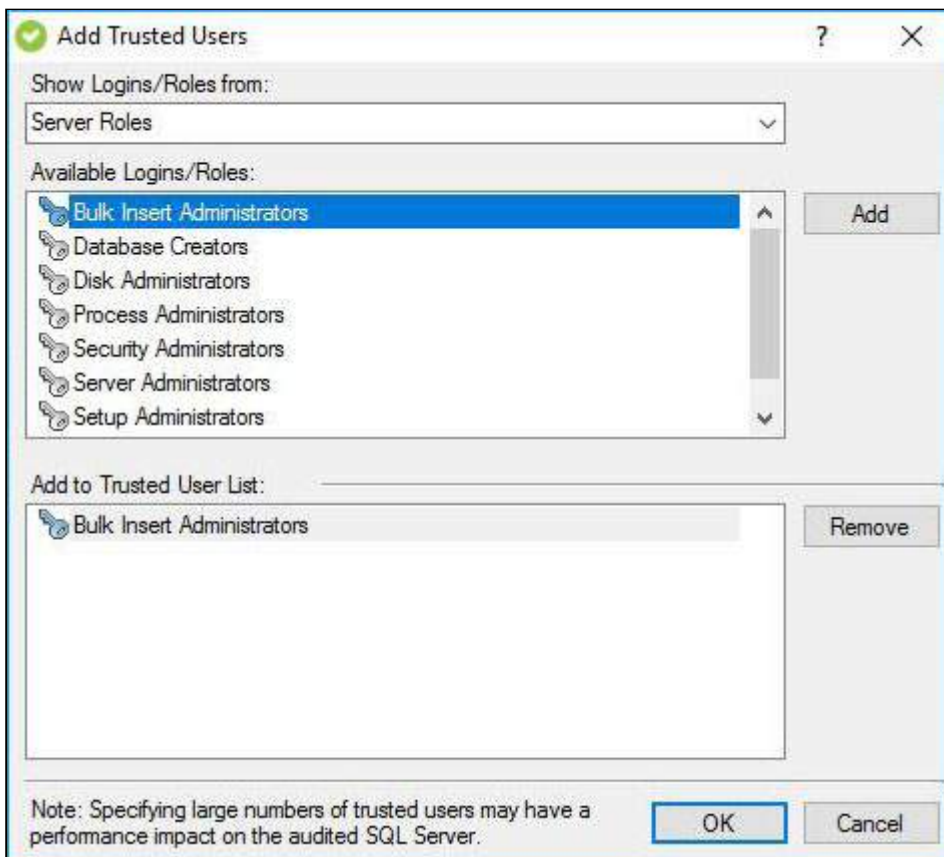 Add Trusted Users
?
Show Logins/Roles from:
Server Roles
Available Logins/Roles:
Bulk Insert Administrators
Add
Database Creators
Disk Administrators
Process Administrators
Security Administrators
Server Administrators
Setup Administrators
Add to Trusted User List:
Bulk Insert Administrators
Remove
Note: Specifying large numbers of trusted users may have a
performance impact on the audited SQL Server.
OK
Cancel